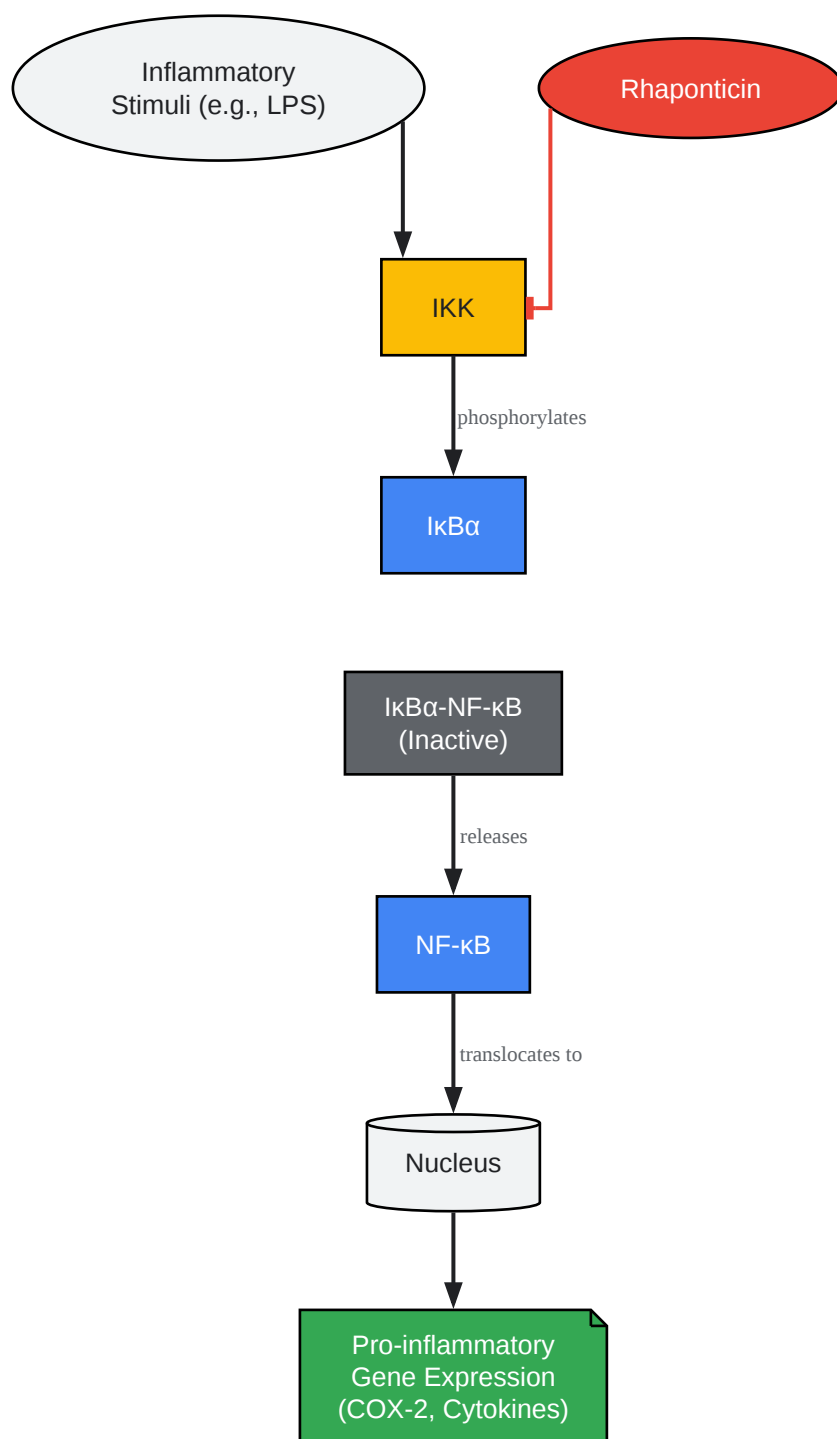 Inflammatory
Stimuli (e.g., LPS)
Rhaponticin
IKK
phosphorylates
IκBα
IκBα-NF-κB
(Inactive)
releases
NF-κB
translocates to
Nucleus
Pro-inflammatory
Gene Expression
(COX-2, Cytokines)